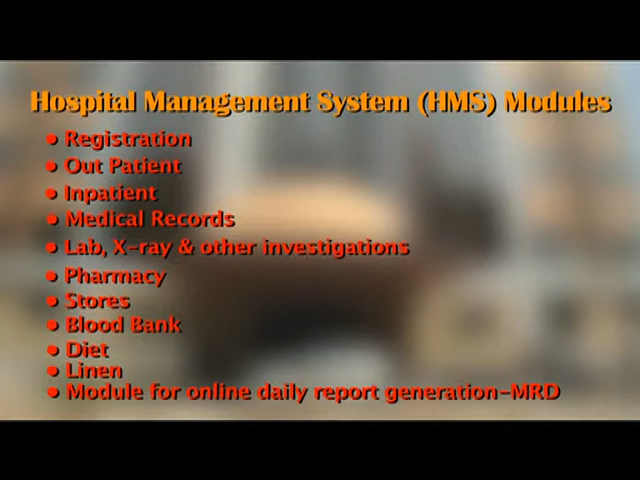 Hospital Management System (HMS) Modules
● Registration
● Out Patient
● Inpatient
● Medical Records
● Lab, X-ray & other investigations
● Pharmacy
● Stores
● Blood Bank
● Diet
● Linen
● Module for online daily report generation-MRD